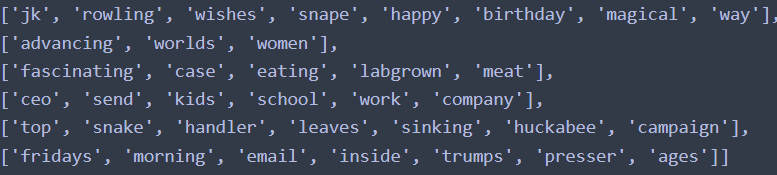 ['jk', 'rowling', 'wishes', 'snape', 'happy', 'birthday', 'magical', 'way'],
['advancing', 'worlds', 'women'],
['fascinating', 'case', 'eating', 'labgrown', 'meat'],
['ceo', 'send', 'kids', 'school', 'work', 'company'],
['top', 'snake', 'handler', 'leaves', 'sinking', 'huckabee', 'campaign'],
['fridays', 'morning', 'email', 'inside', 'trumps', 'presser', 'ages']]